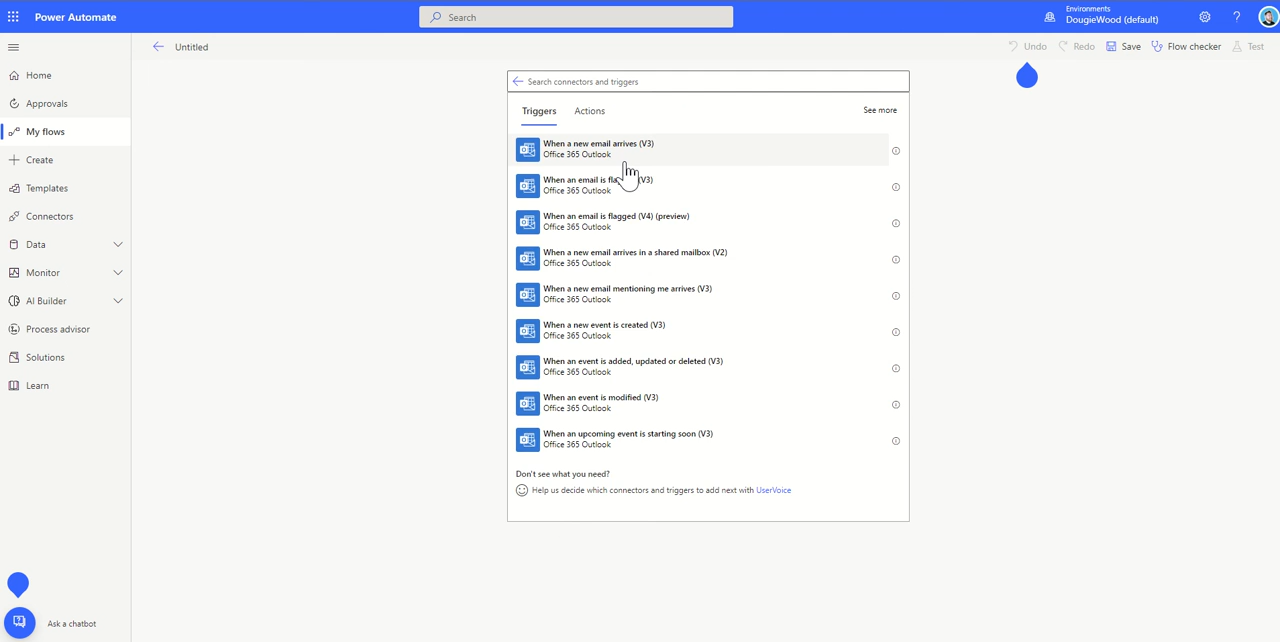 Power Automate
Search
Environments
DougieWood (default)
?
Untitled
Undo
Redo
Save
Flow checker
Test
Home
Approvals
My flows
Create
Templates
Connectors
Data
Monitor
AI Builder
Process advisor
Solutions
Learn
Ask a chatbot
Search connectors and triggers
Triggers
Actions
See more
When a new email arrives (V3)
Office 365 Outlook
When an email is (V3)
Office 365 Outlook
When an email is flagged (V4) (preview)
Office 365 Outlook
When a new email arrives in a shared mailbox (V2)
Office 365 Outlook
When a new email mentioning me arrives (V3)
Office 365 Outlook
When a new event is created (V3)
Office 365 Outlook
When an event is added, updated or deleted (V3)
Office 365 Outlook
When an event is modified (V3)
Office 365 Outlook
When an upcoming event is starting soon (V3)
Office 365 Outlook
Don't see what you need?
Help us decide which connectors and triggers to add next with UserVoice